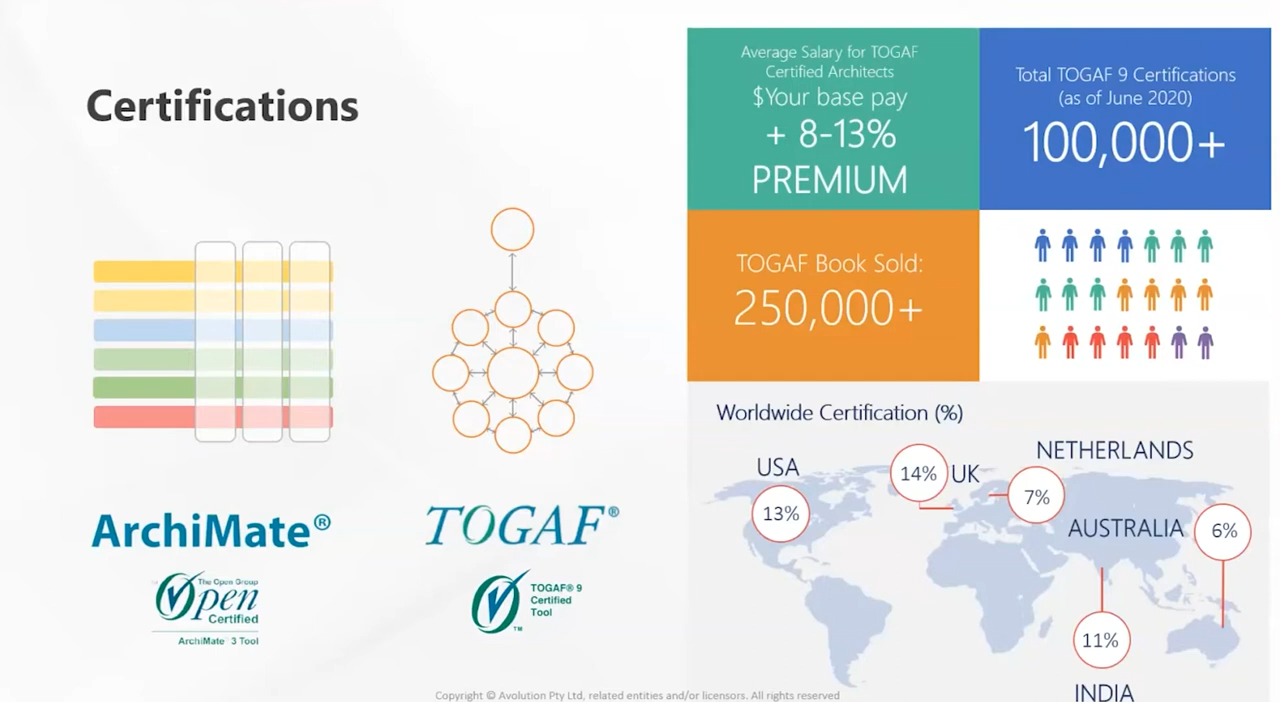 Certifications
Average Salary for TOGAF
Certified Architects
$Your base pay
+ 8-13%
PREMIUM
Total TOGAF 9 Certifications
(as of June 2020)
100,000+
TOGAF Book Sold:
250,000+
ArchiMate®
The Open Group
Open
Certified
ArchiMate 3 Tool
TOGAF®
TOGAF® 9
Certified
Tool
TM
Worldwide Certification (%)
USA
13%
14%
UK
NETHERLANDS
7%
AUSTRALIA
6%
11%
INDIA
Copyright © Avolution Pty Ltd, related entities and/or licensors. All rights reserved